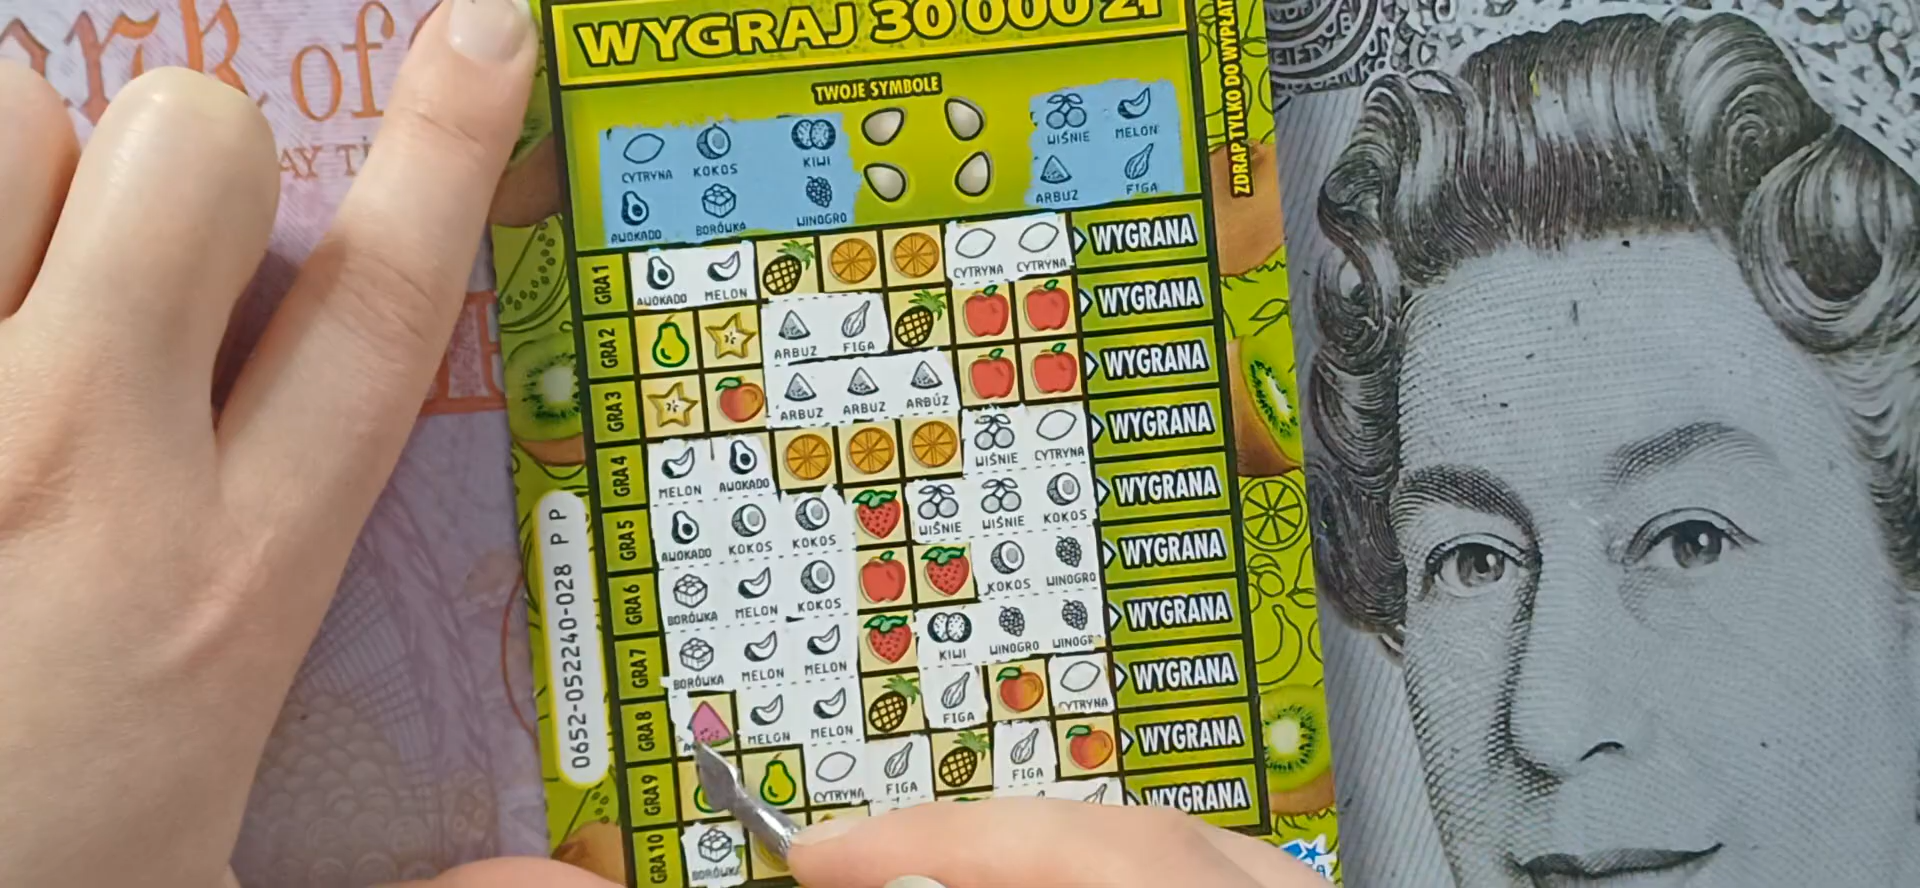 WYGRAJ 30 000 zł
TWOJE SYMBOLE
CYTRYNA KOKOS KIWI WIŚNIE MELON
AWOKADO BORÓWKA WINOGRO ARBUZ FIGA
ZDRAP TYLKO DO WYPŁAT
GRA 1 AWOKADO MELON CYTRYNA CYTRYNA WYGRANA
GRA 2 ARBUZ FIGA WYGRANA
GRA 3 ARBUZ ARBUZ ARBUZ WYGRANA
GRA 4 MELON AWOKADO WIŚNIE CYTRYNA WYGRANA
GRA 5 AWOKADO KOKOS KOKOS WIŚNIE WIŚNIE KOKOS WYGRANA
GRA 6 BORÓWKA MELON KOKOS KOKOS WINOGRO WYGRANA
GRA 7 BORÓWKA MELON MELON KIWI WINOGRO WINOGR WYGRANA
GRA 8 MELON MELON FIGA CYTRYNA WYGRANA
GRA 9 CYTRYNA FIGA FIGA WYGRANA
GRA 10 BORÓWKA WYGRANA
0652-052240-028 P P
of